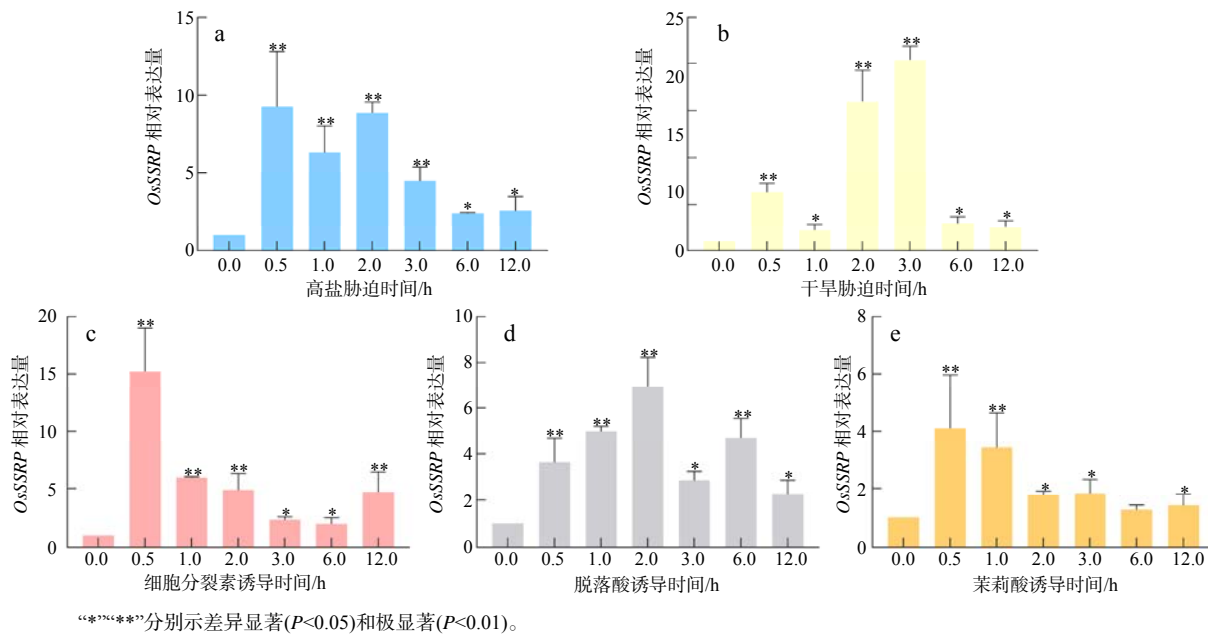 a
15
10
5
0
OsSSRP 相对表达量
** ** ** ** * *
0.0 0.5 1.0 2.0 3.0 6.0 12.0
高盐胁迫时间/h
b
25
20
15
10
0
OsSSRP 相对表达量
** * ** ** * *
0.0 0.5 1.0 2.0 3.0 6.0 12.0
干旱胁迫时间/h
c
20
15
10
5
0
OsSSRP 相对表达量
** ** ** * * **
0.0 0.5 1.0 2.0 3.0 6.0 12.0
细胞分裂素诱导时间/h
d
10
8
6
4
2
0
OsSSRP 相对表达量
** ** ** * ** *
0.0 0.5 1.0 2.0 3.0 6.0 12.0
脱落酸诱导时间/h
e
8
6
4
2
0
OsSSRP 相对表达量
** ** * * *
0.0 0.5 1.0 2.0 3.0 6.0 12.0
茉莉酸诱导时间/h
“*”“**”分别示差异显著(P<0.05)和极显著(P<0.01)。